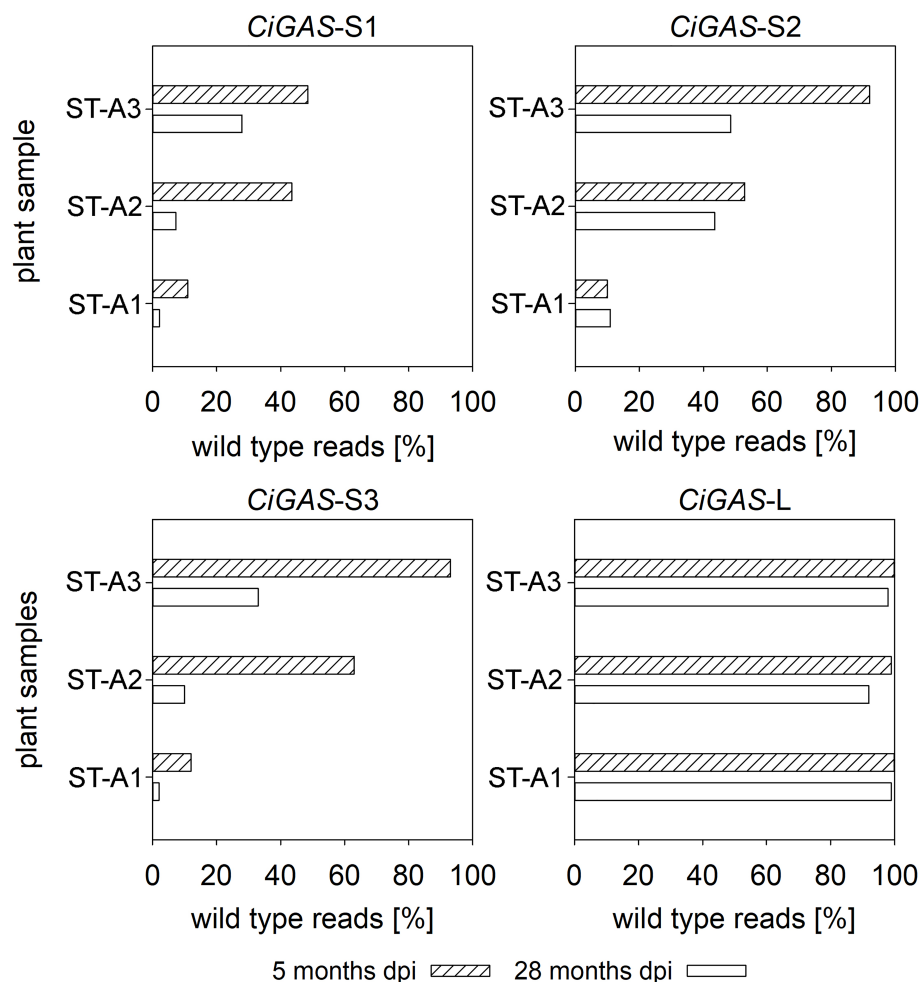 CiGAS-S1
plant sample
ST-A3
ST-A2
ST-A1
0 20 40 60 80 100
wild type reads [%]
CiGAS-S2
ST-A3
ST-A2
ST-A1
0 20 40 60 80 100
wild type reads [%]
CiGAS-S3
plant samples
ST-A3
ST-A2
ST-A1
0 20 40 60 80 100
wild type reads [%]
CiGAS-L
ST-A3
ST-A2
ST-A1
0 20 40 60 80 100
wild type reads [%]
5 months dpi 28 months dpi